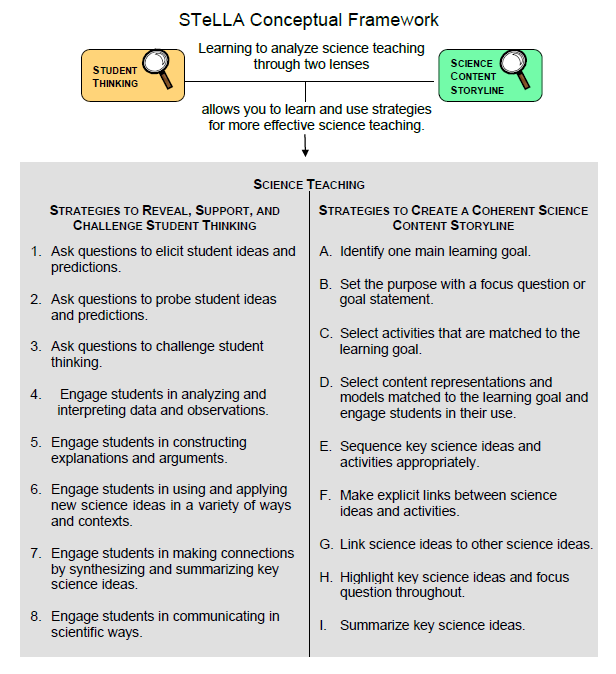 STeLLA Conceptual Framework
Learning to analyze science teaching
through two lenses
STUDENT
THINKING
SCIENCE
CONTENT
STORYLINE
allows you to learn and use strategies
for more effective science teaching.
SCIENCE TEACHING
STRATEGIES TO REVEAL, SUPPORT, AND
CHALLENGE STUDENT THINKING
1. Ask questions to elicit student ideas and
predictions.
2. Ask questions to probe student ideas
and predictions.
3. Ask questions to challenge student
thinking.
4. Engage students in analyzing and
interpreting data and observations.
5. Engage students in constructing
explanations and arguments.
6. Engage students in using and applying
new science ideas in a variety of ways
and contexts.
7. Engage students in making connections
by synthesizing and summarizing key
science ideas.
8. Engage students in communicating in
scientific ways.
STRATEGIES TO CREATE A COHERENT SCIENCE
CONTENT STORYLINE
A. Identify one main learning goal.
B. Set the purpose with a focus question or
goal statement.
C. Select activities that are matched to the
learning goal.
D. Select content representations and
models matched to the learning goal and
engage students in their use.
E. Sequence key science ideas and
activities appropriately.
F. Make explicit links between science
ideas and activities.
G. Link science ideas to other science ideas.
H. Highlight key science ideas and focus
question throughout.
I. Summarize key science ideas.